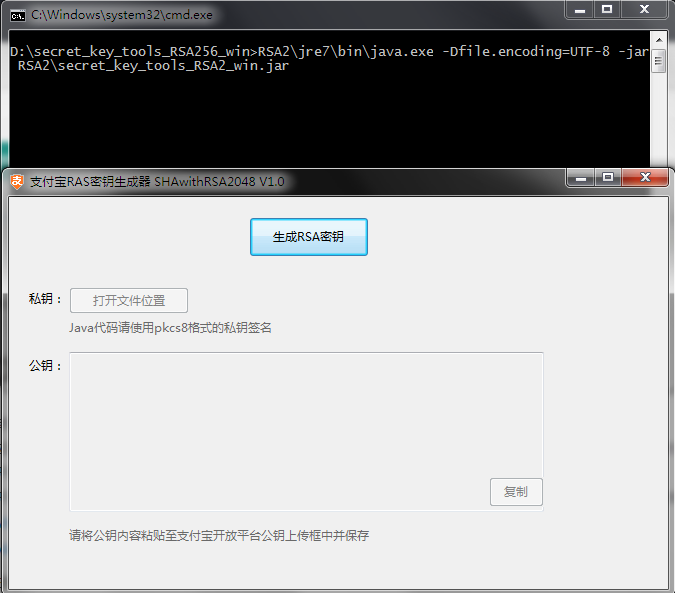 C:\Windows\system32\cmd.exe
D:\secret_key_tools_RSA256_win>RSA2\jre7\bin\java.exe -Dfile.encoding=UTF-8 -jar
RSA2\secret_key_tools_RSA2_win.jar
支付宝RAS密钥生成器 SHAwithRSA2048 V1.0
生成RSA密钥
私钥：
打开文件位置
Java代码请使用pkcs8格式的私钥签名
公钥：
复制
请将公钥内容粘贴至支付宝开放平台公钥上传框中并保存